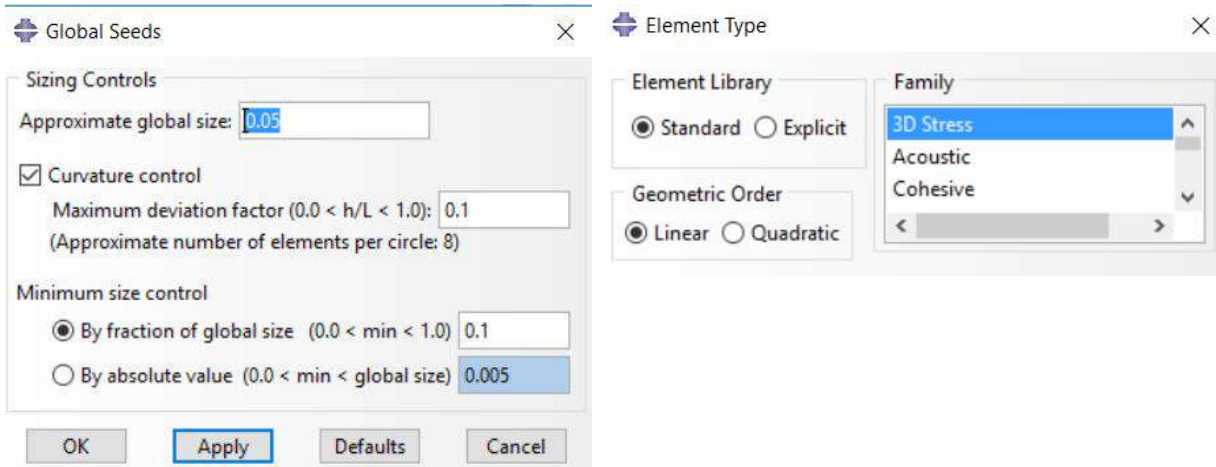 Global Seeds
Sizing Controls
Approximate global size: 0.05
Curvature control
Maximum deviation factor (0.0 < h/L < 1.0): 0.1
(Approximate number of elements per circle: 8)
Minimum size control
By fraction of global size (0.0 < min < 1.0) 0.1
By absolute value (0.0 < min < global size) 0.005
OK Apply Defaults Cancel
Element Type
Element Library
Standard Explicit
Geometric Order
Linear Quadratic
Family
3D Stress
Acoustic
Cohesive